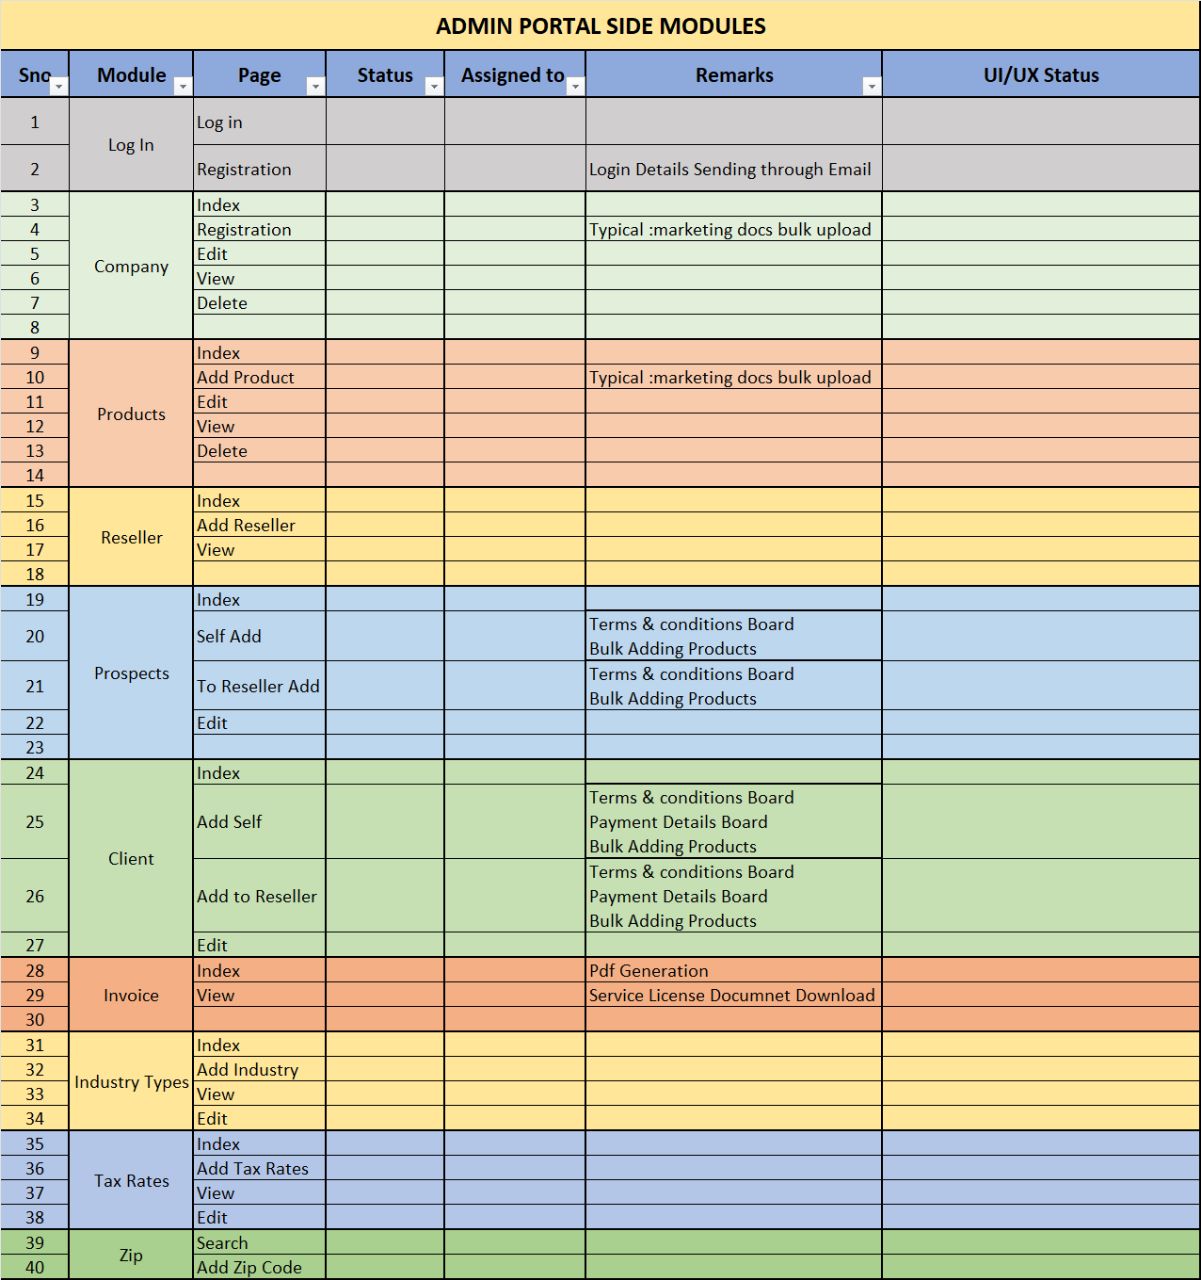 ADMIN PORTAL SIDE MODULES
Sno Module Page Status Assigned to Remarks UI/UX Status
1 Log In Log in
2 Registration Login Details Sending through Email
3 Company Index
4 Registration Typical :marketing docs bulk upload
5 Edit
6 View
7 Delete
8
9 Products Index
10 Add Product Typical :marketing docs bulk upload
11 Edit
12 View
13 Delete
14
15 Reseller Index
16 Add Reseller
17 View
18
19 Prospects Index
20 Self Add Terms & conditions Board
Bulk Adding Products
21 To Reseller Add Terms & conditions Board
Bulk Adding Products
22 Edit
23
24 Client Index
25 Add Self Terms & conditions Board
Payment Details Board
Bulk Adding Products
26 Add to Reseller Terms & conditions Board
Payment Details Board
Bulk Adding Products
27 Edit
28 Invoice Index Pdf Generation
29 View Service License Documnet Download
30
31 Industry Types Index
32 Add Industry
33 View
34 Edit
35 Tax Rates Index
36 Add Tax Rates
37 View
38 Edit
39 Zip Search
40 Add Zip Code